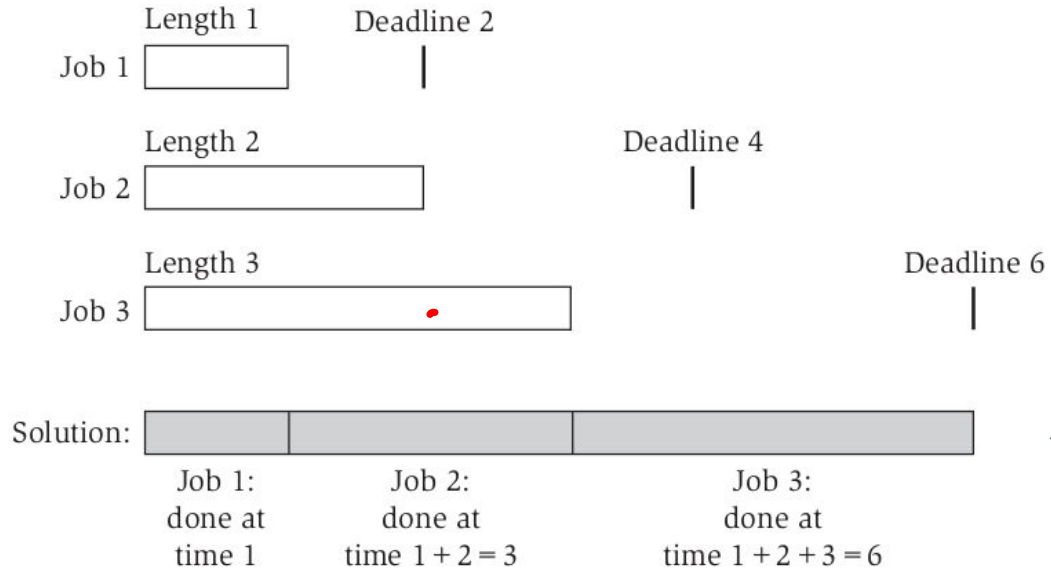 Length 1
Deadline 2
Job 1
Length 2
Deadline 4
Job 2
Length 3
Deadline 6
Job 3
Solution:
Job 1:
done at
time 1
Job 2:
done at
time 1 + 2 = 3
Job 3:
done at
time 1 + 2 + 3 = 6